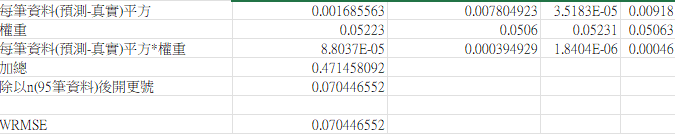 每筆資料(預測-真實)平方 0.001685563 0.007804923 3.5183E-05 0.00918
權重 0.05223 0.0506 0.05231 0.05063
每筆資料(預測-真實)平方*權重 8.8037E-05 0.000394929 1.8404E-06 0.00046
加總 0.471458092
除以n(95筆資料)後開更號 0.070446552
WRMSE 0.070446552